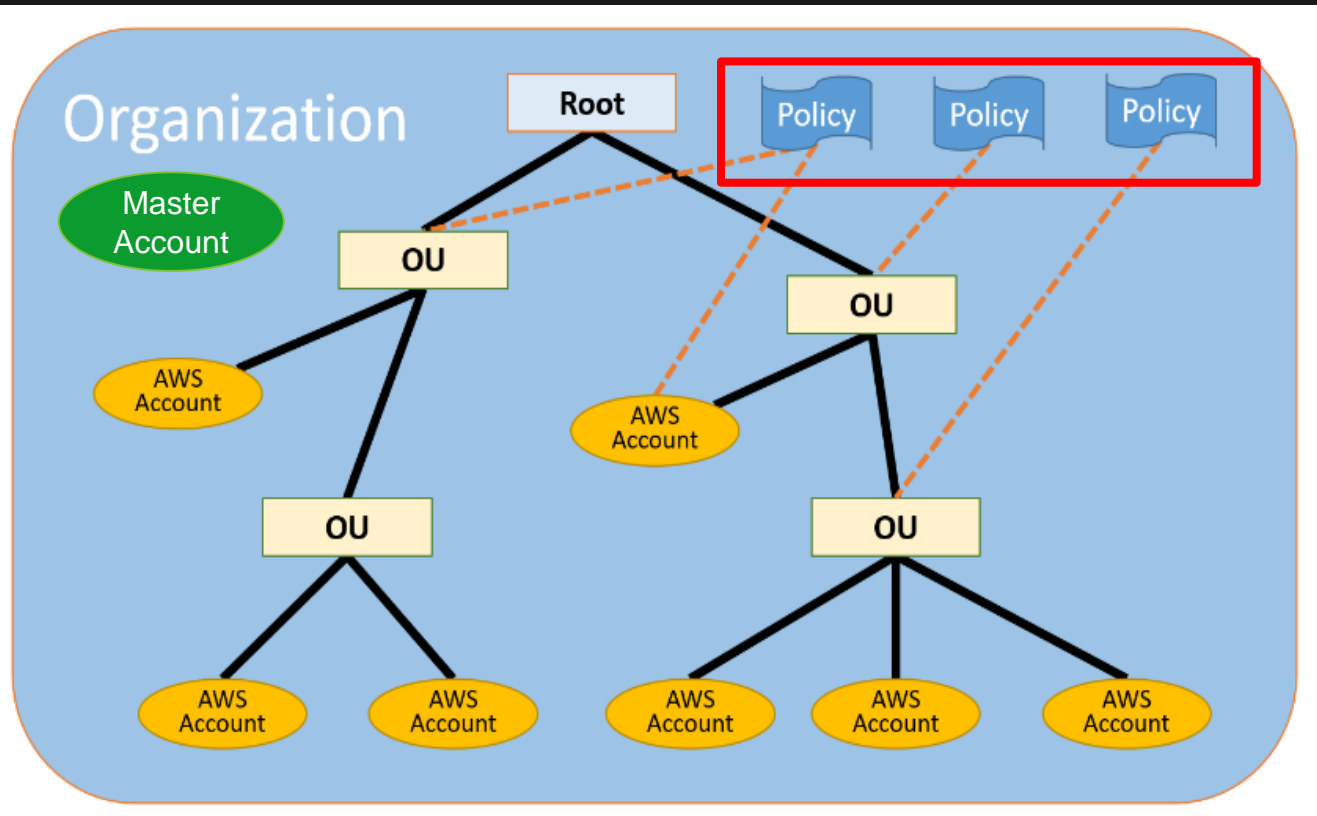 Organization
Root
Policy
Policy
Policy
Master
Account
OU
OU
AWS
Account
AWS
Account
OU
OU
AWS
Account
AWS
Account
AWS
Account
AWS
Account
AWS
Account